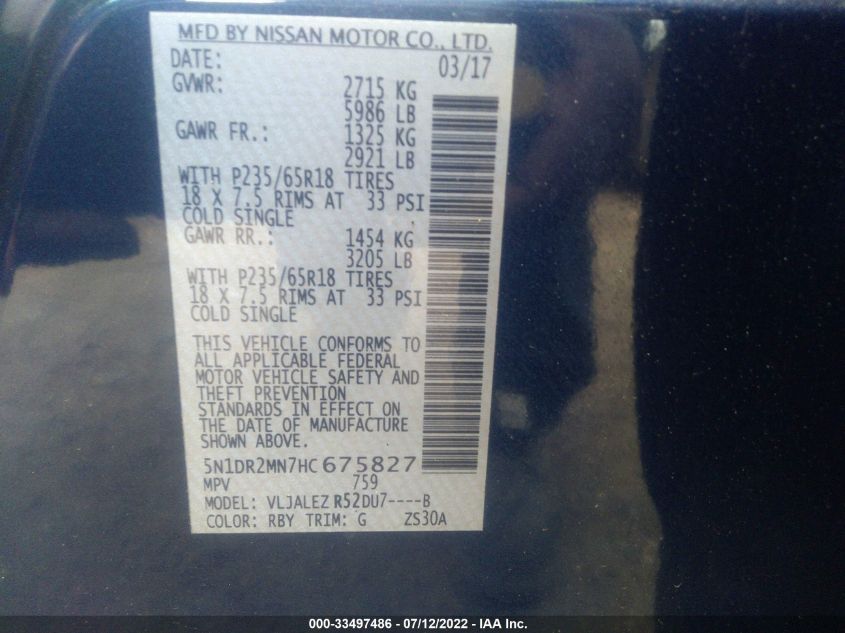 MFD BY NISSAN MOTOR CO., LTD.
DATE: 03/17
GVWR: 2715 KG
5986 LB
GAWR FR.: 1325 KG
2921 LB
WITH P235/65R18 TIRES
18 X 7.5 RIMS AT 33 PSI
COLD SINGLE
GAWR RR.: 1454 KG
3205 LB
WITH P235/65R18 TIRES
18 X 7.5 RIMS AT 33 PSI
COLD SINGLE
THIS VEHICLE CONFORMS TO
ALL APPLICABLE FEDERAL
MOTOR VEHICLE SAFETY AND
THEFT PREVENTION
STANDARDS IN EFFECT ON
THE DATE OF MANUFACTURE
SHOWN ABOVE.
5N1DR2MN7HC675827
MPV 759
MODEL: VLJALEZ R52DU7----B
COLOR: RBY TRIM: G ZS30A
000-33497486 - 07/12/2022 - IAA Inc.